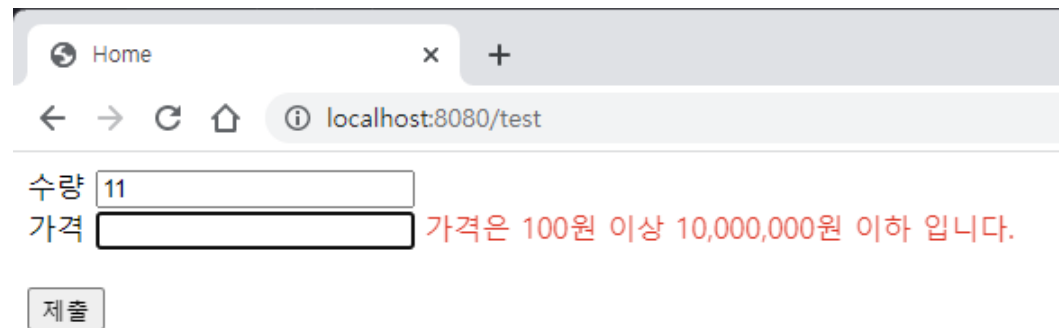 Home
localhost:8080/test
수량 11
가격 가격은 100원 이상 10,000,000원 이하 입니다.
제출